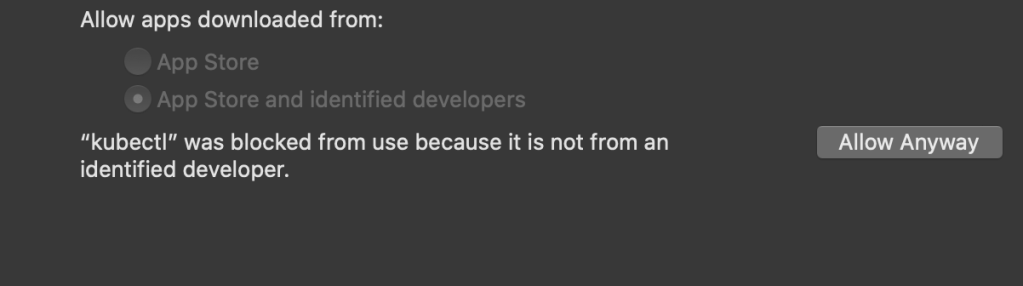 Allow apps downloaded from:
App Store
App Store and identified developers
“kubectl” was blocked from use because it is not from an
identified developer.
Allow Anyway